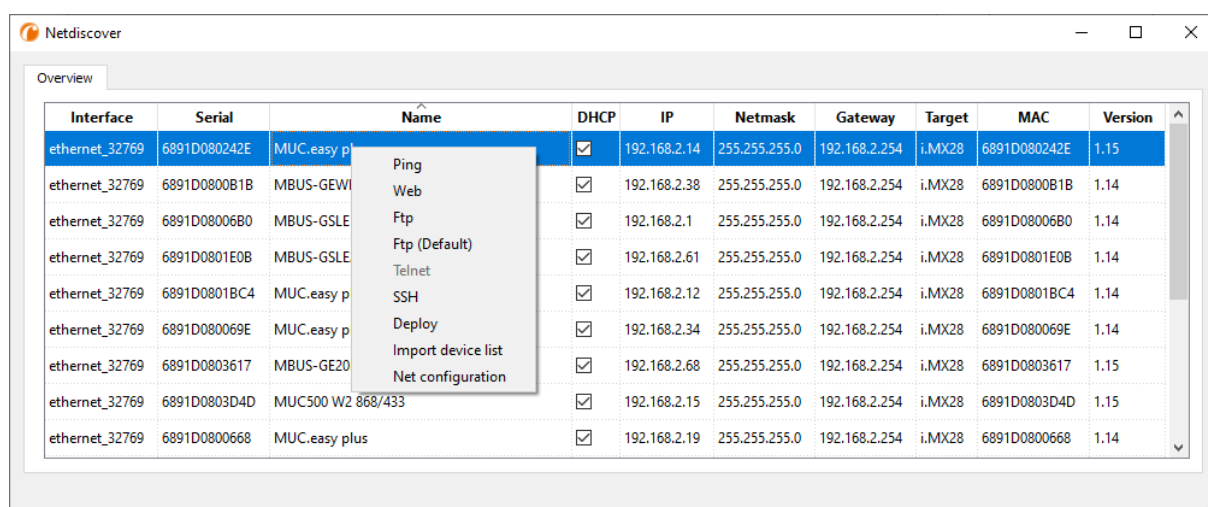 Netdiscover
Overview
Interface Serial Name DHCP IP Netmask Gateway Target MAC Version
ethernet_32769 6891D080242E MUC.easy 192.168.2.14 255.255.255.0 192.168.2.254 i.MX28 6891D080242E 1.15
ethernet_32769 6891D0800B1B 192.168.2.38 255.255.255.0 192.168.2.254 i.MX28 6891D0800B1B 1.14
ethernet_32769 6891D08006B0 MBUS-GSLE 192.168.2.1 255.255.255.0 192.168.2.254 i.MX28 6891D08006B0 1.14
ethernet_32769 6891D0801E0B MBUS-GSLE 192.168.2.61 255.255.255.0 192.168.2.254 i.MX28 6891D0801E0B 1.14
ethernet_32769 6891D0801BC4 MUC.easy p 192.168.2.12 255.255.255.0 192.168.2.254 i.MX28 6891D0801BC4 1.14
ethernet_32769 6891D080069E MUC.easy p 192.168.2.34 255.255.255.0 192.168.2.254 i.MX28 6891D080069E 1.14
ethernet_32769 6891D0803617 MBUS-GE20 192.168.2.68 255.255.255.0 192.168.2.254 i.MX28 6891D0803617 1.15
ethernet_32769 6891D0803D4D MUC500 W2 868/433 192.168.2.15 255.255.255.0 192.168.2.254 i.MX28 6891D0803D4D 1.15
ethernet_32769 6891D0800668 MUC.easy plus 192.168.2.19 255.255.255.0 192.168.2.254 i.MX28 6891D0800668 1.14
Ping
Web
Ftp
Ftp (Default)
Telnet
SSH
Deploy
Import device list
Net configuration